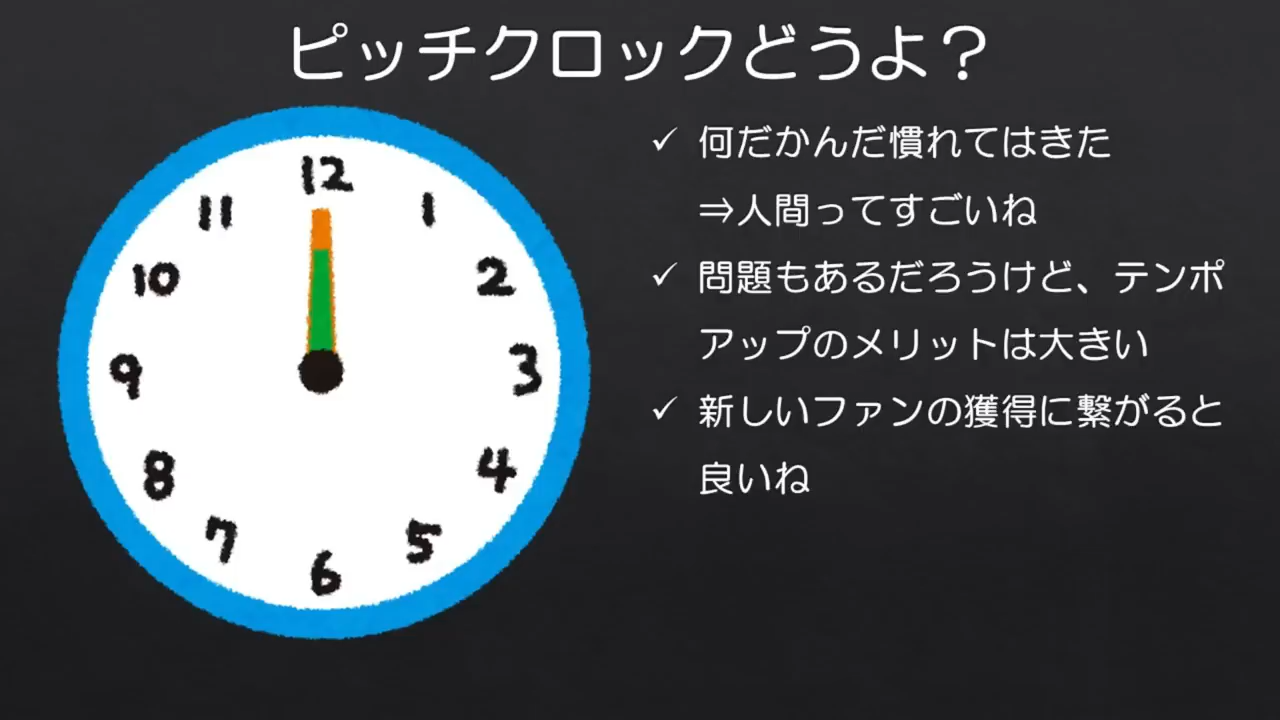 ピッチクロックどうよ？
何だかんだ慣れてはきた
⇒人間ってすごいね
問題もあるだろうけど、テンポ
アップのメリットは大きい
新しいファンの獲得に繋がると
良いね
12
11
1
10
2
9
3
8
4
7
5
6